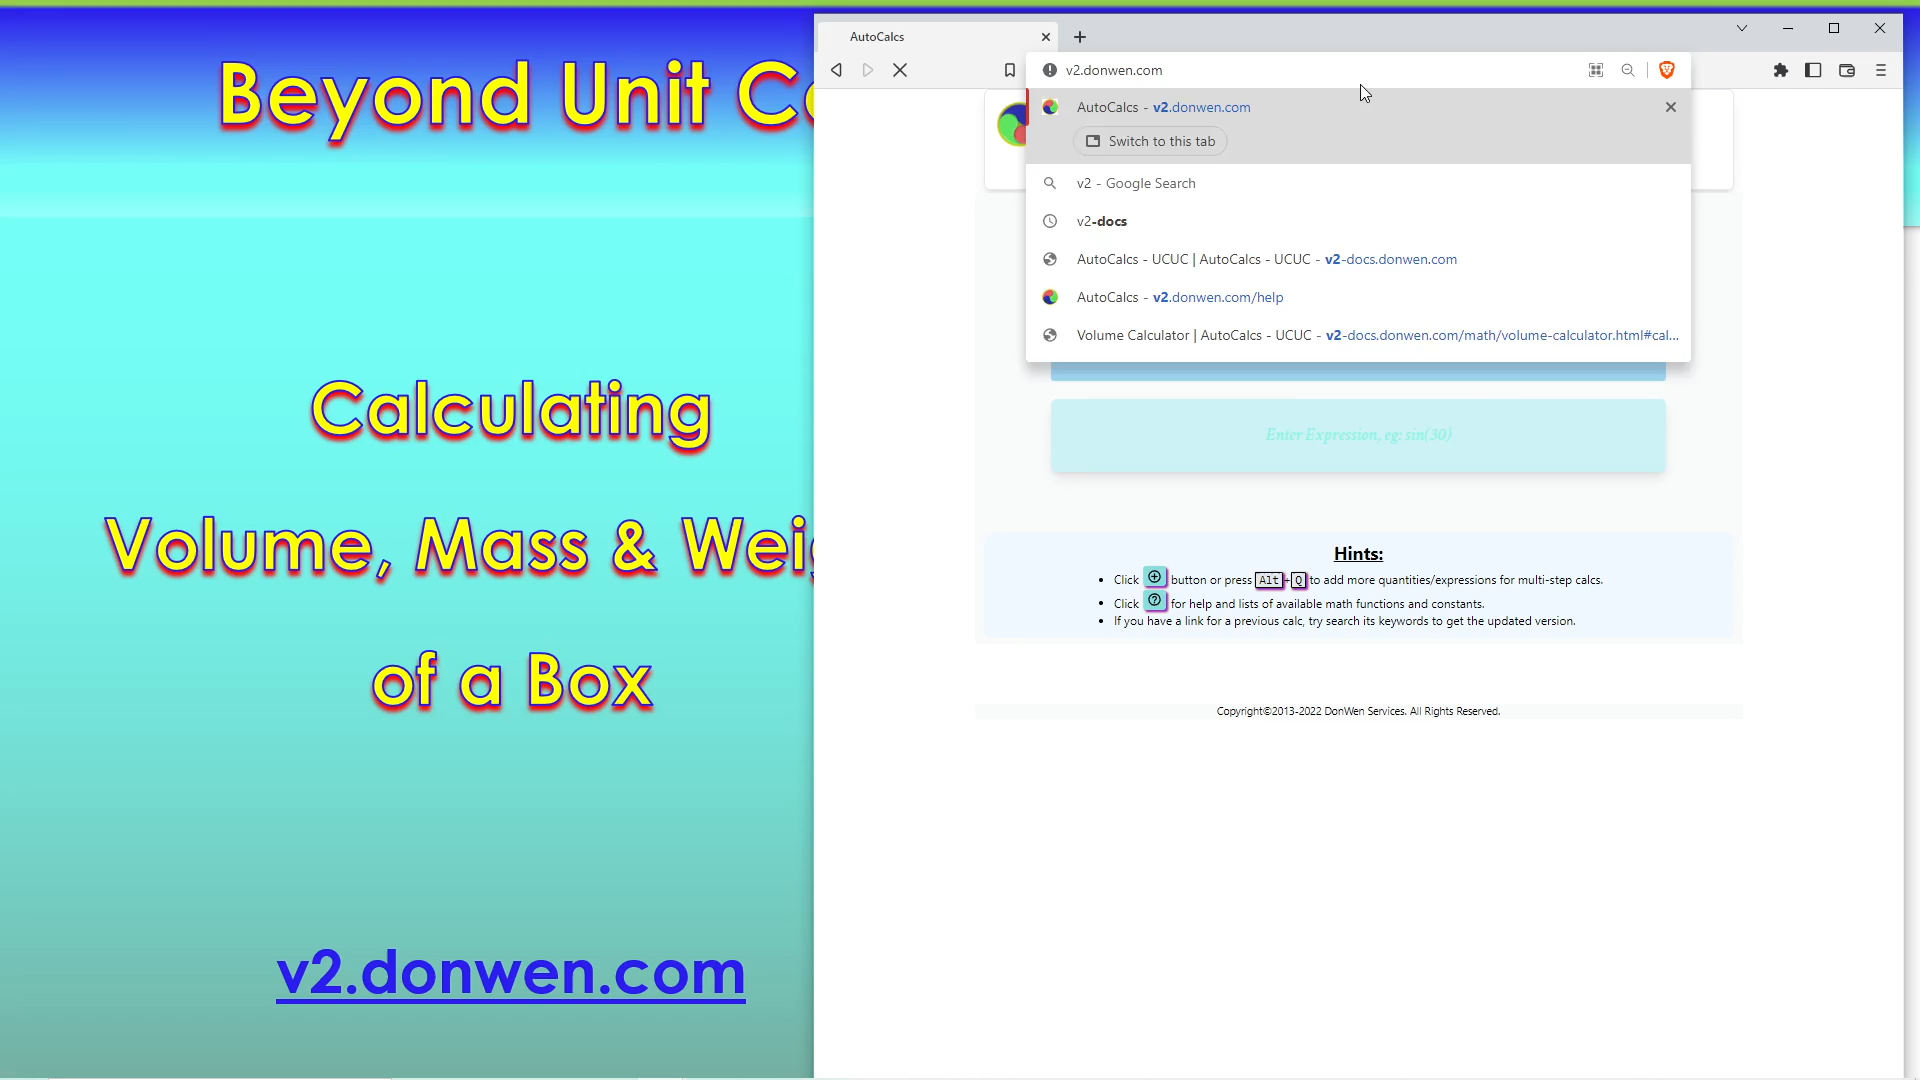 Beyond Unit
Calculating
Volume, Mass &
of a Box
v2.donwen.com
AutoCalcs
v2.donwen.com
AutoCalcs - v2.donwen.com
Switch to this tab
v2 - Google Search
v2-docs
AutoCalcs - UCUC | AutoCalcs - UCUC - v2-docs.donwen.com
AutoCalcs - v2.donwen.com/help
Volume Calculator | AutoCalcs - UCUC - v2-docs.donwen.com/math/volume-calculator.html#cal...
Enter Expression, eg: sin(30)
Hints:
• Click button or press Alt+Q to add more quantities/expressions for multi-step calcs.
• Click for help and lists of available math functions and constants.
• If you have a link for a previous calc, try search its keywords to get the updated version.
Copyright©2013-2022 DonWen Services. All Rights Reserved.